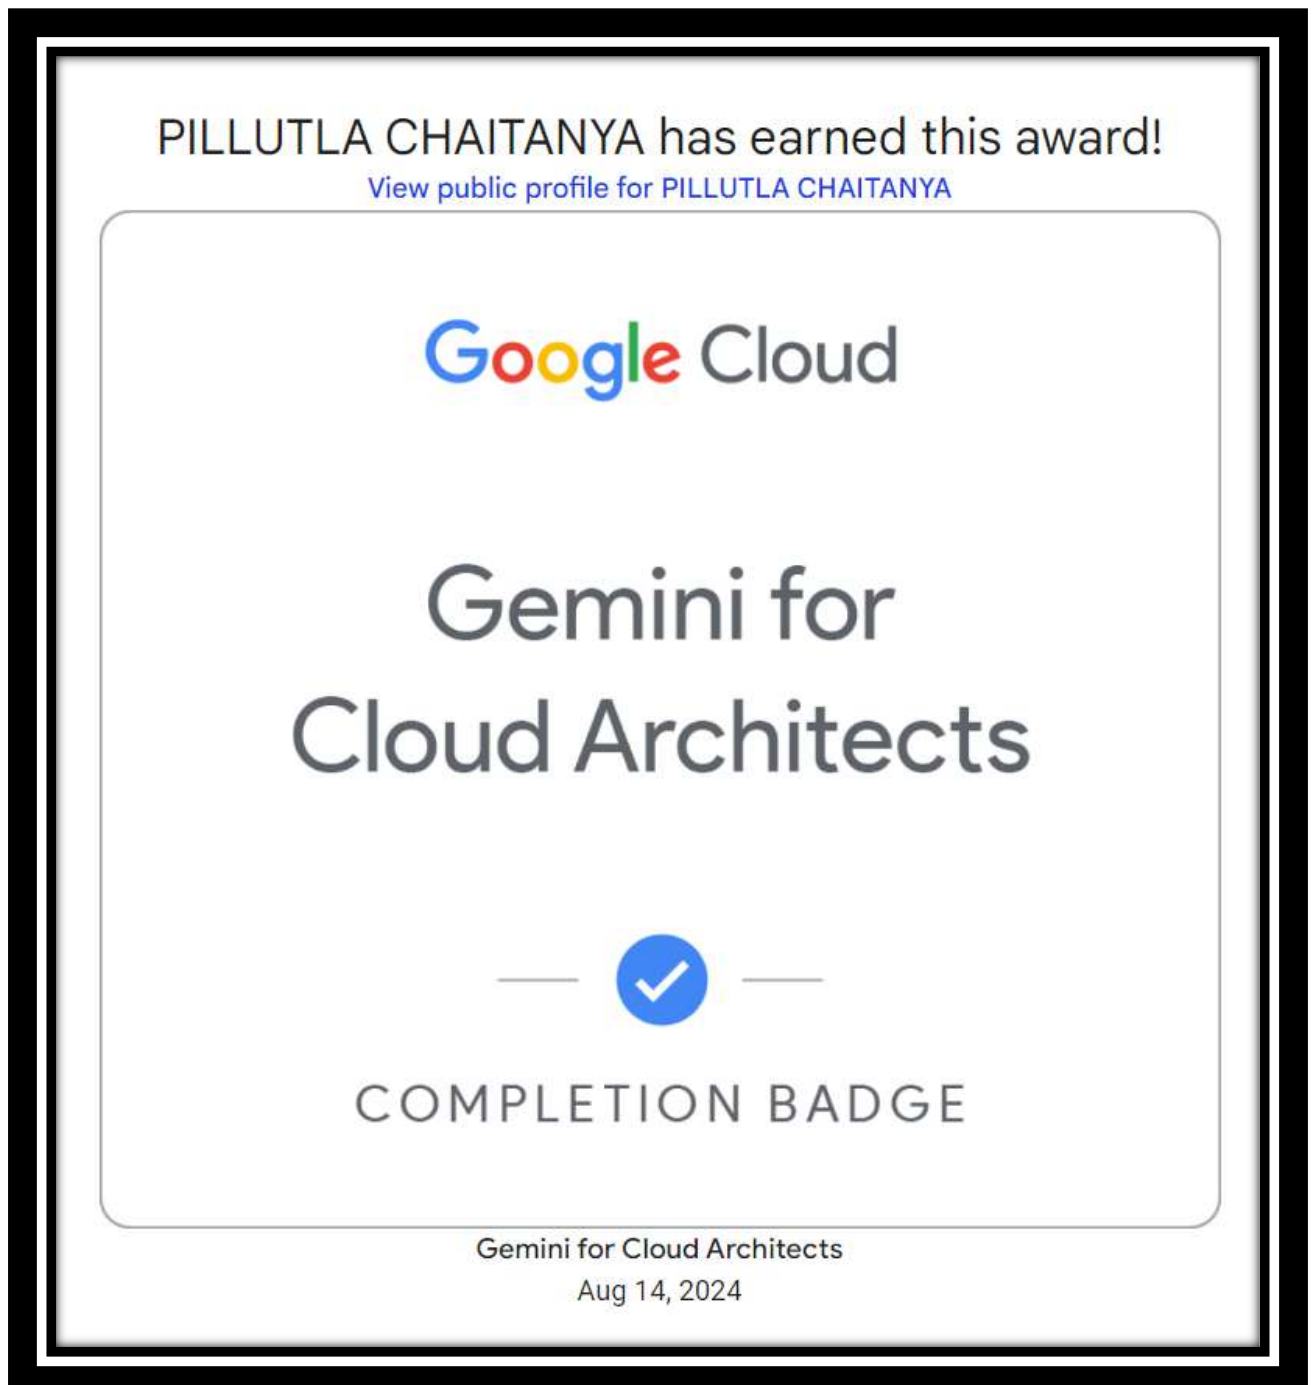 PILLUTLA CHAITANYA has earned this award!
View public profile for PILLUTLA CHAITANYA
Google Cloud
Gemini for
Cloud Architects
COMPLETION BADGE
Gemini for Cloud Architects
Aug 14, 2024